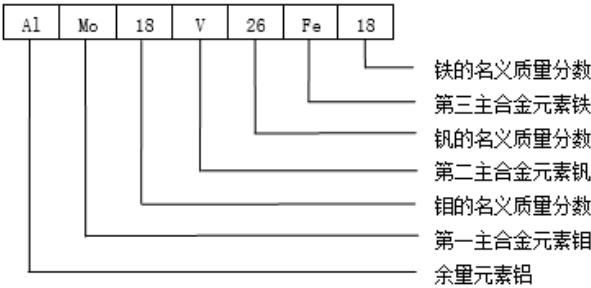 Al Mo 18 V 26 Fe 18
铁的名义质量分数
第三主合金元素铁
钒的名义质量分数
第二主合金元素钒
钼的名义质量分数
第一主合金元素钼
余量元素铝